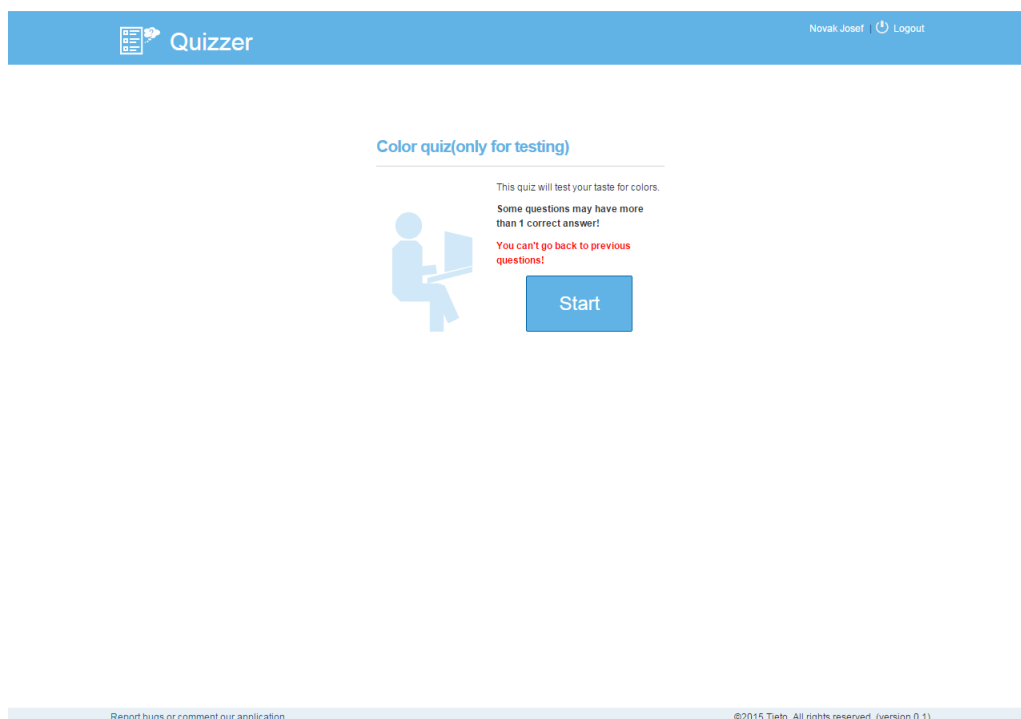 Quizzer
Novak Josef | Logout
Color quiz(only for testing)
This quiz will test your taste for colors.
Some questions may have more
than 1 correct answer!
You can't go back to previous
questions!
Start
Report bugs or comment our application
©2015 Tieto. All rights reserved. (version 0.1)